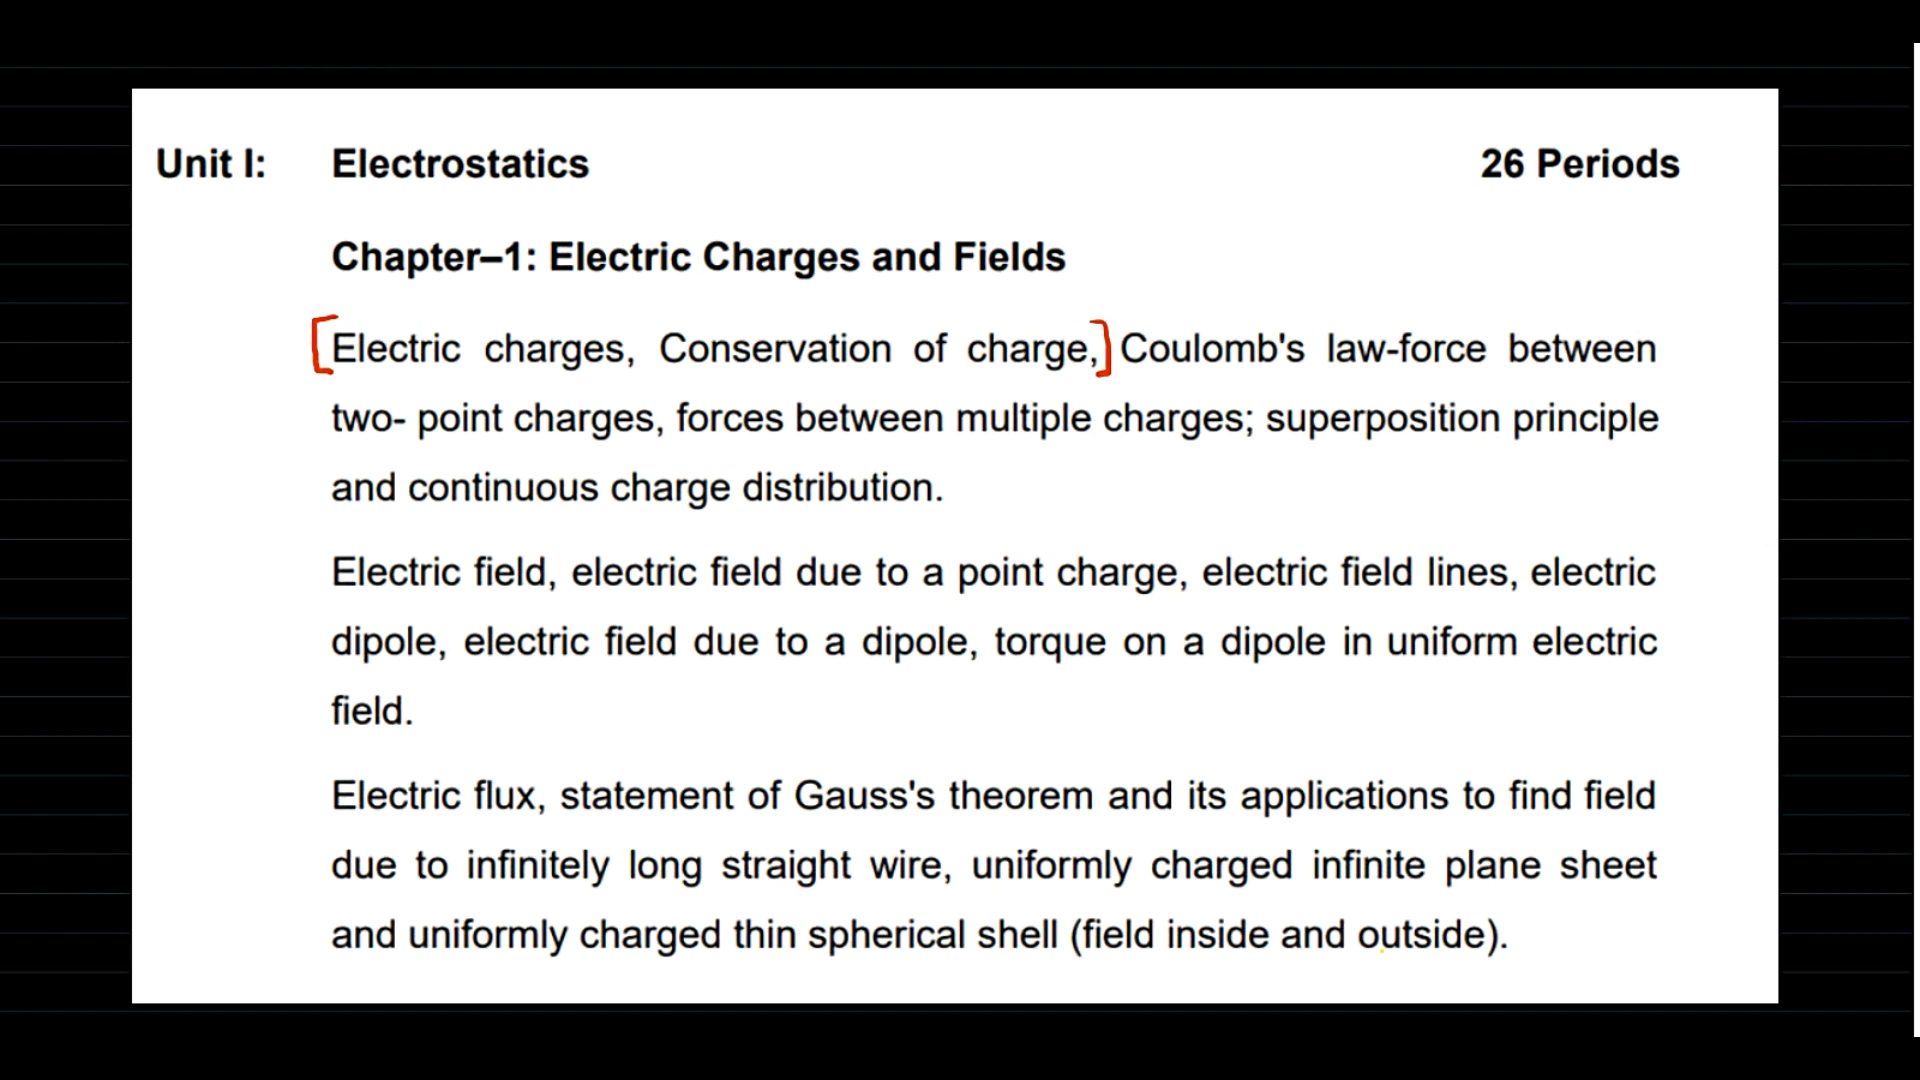 Unit I: Electrostatics 26 Periods
Chapter–1: Electric Charges and Fields
Electric charges, Conservation of charge, Coulomb's law-force between
two- point charges, forces between multiple charges; superposition principle
and continuous charge distribution.
Electric field, electric field due to a point charge, electric field lines, electric
dipole, electric field due to a dipole, torque on a dipole in uniform electric
field.
Electric flux, statement of Gauss's theorem and its applications to find field
due to infinitely long straight wire, uniformly charged infinite plane sheet
and uniformly charged thin spherical shell (field inside and outside).